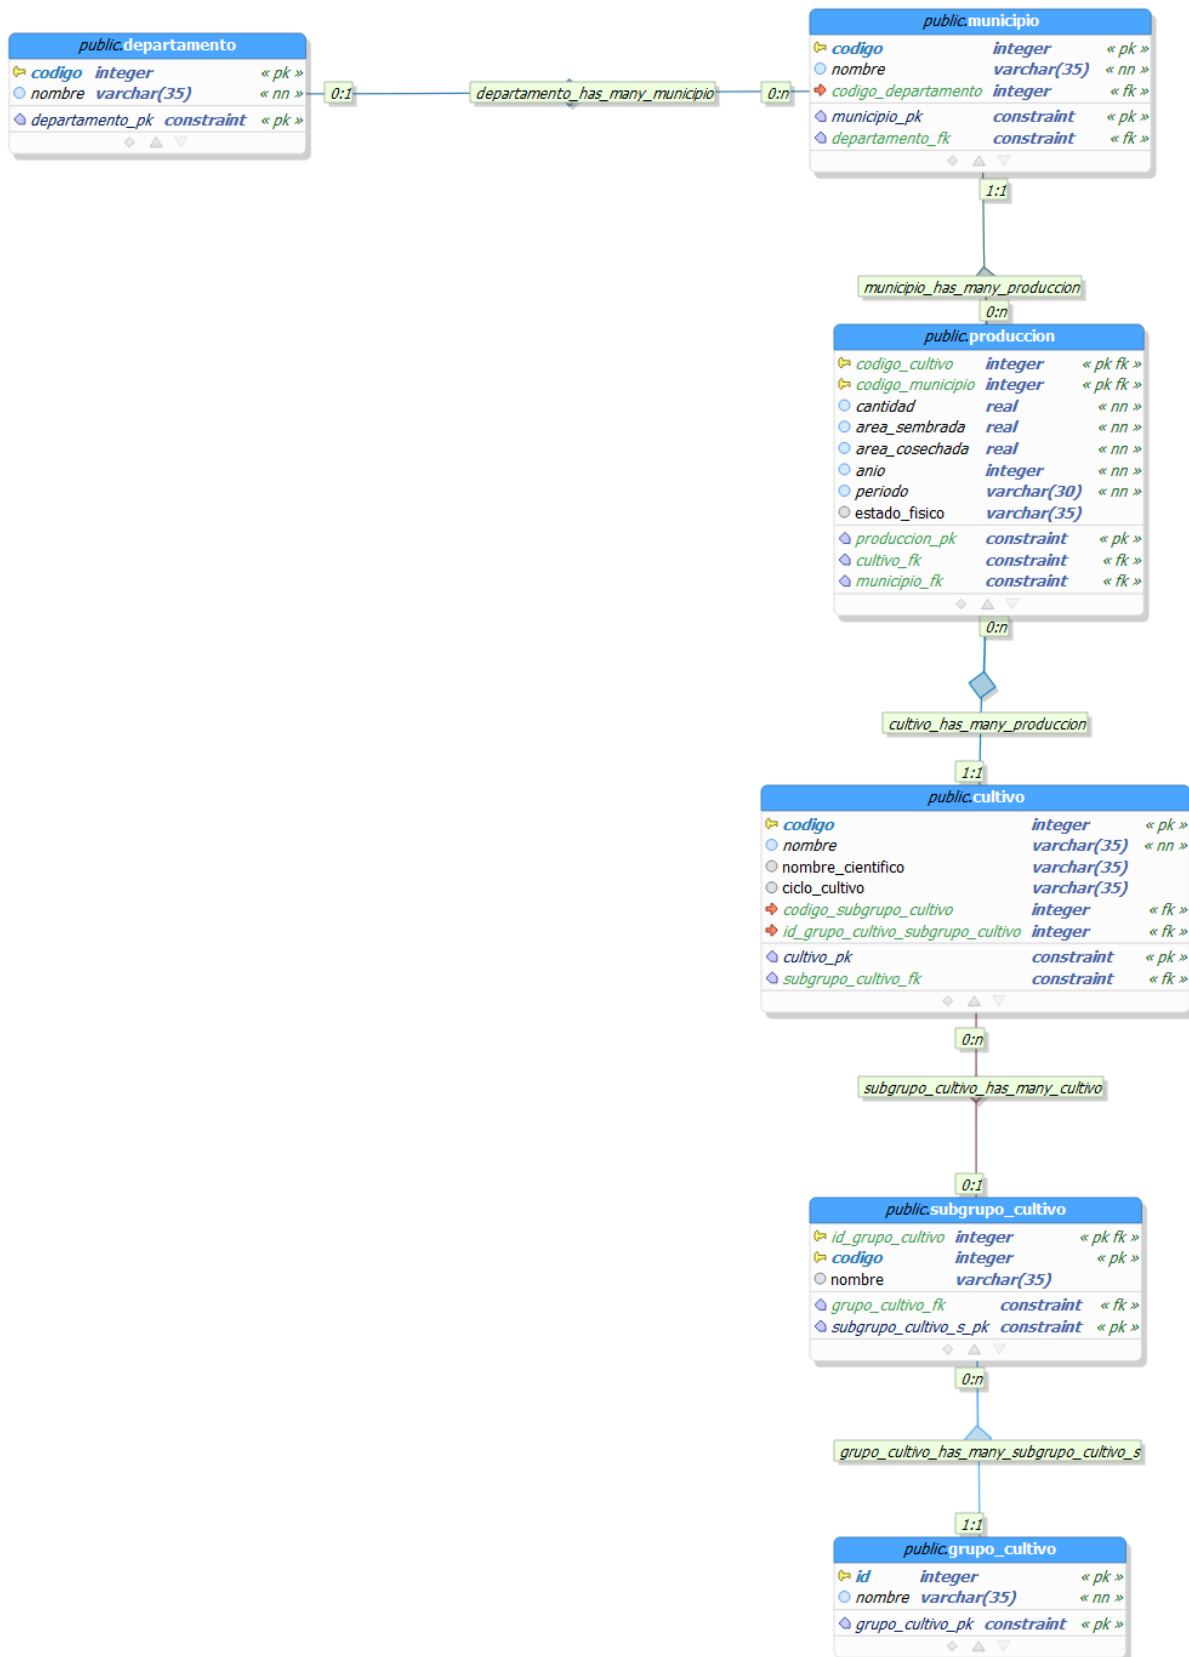 public.departamento
codigo integer « pk »
nombre varchar(35) « nn »
departamento_pk constraint « pk »
0:1
departamento_has_many_municipio
0:n
public.municipio
codigo integer « pk »
nombre varchar(35) « nn »
codigo_departamento integer « fk »
municipio_pk constraint « pk »
departamento_fk constraint « fk »
1:1
municipio_has_many_produccion
0:n
public.produccion
codigo_cultivo integer « pk fk »
codigo_municipio integer « pk fk »
cantidad real « nn »
area_sembrada real « nn »
area_cosechada real « nn »
anio integer « nn »
periodo varchar(30) « nn »
estado_fisico varchar(35)
produccion_pk constraint « pk »
cultivo_fk constraint « fk »
municipio_fk constraint « fk »
0:n
cultivo_has_many_produccion
1:1
public.cultivo
codigo integer « pk »
nombre varchar(35) « nn »
nombre_cientifico varchar(35)
ciclo_cultivo varchar(35)
codigo_subgrupo_cultivo integer « fk »
id_grupo_cultivo_subgrupo_cultivo integer « fk »
cultivo_pk constraint « pk »
subgrupo_cultivo_fk constraint « fk »
0:n
subgrupo_cultivo_has_many_cultivo
0:1
public.subgrupo_cultivo
id_grupo_cultivo integer « pk fk »
codigo integer « pk »
nombre varchar(35)
grupo_cultivo_fk constraint « fk »
subgrupo_cultivo_s_pk constraint « pk »
0:n
grupo_cultivo_has_many_subgrupo_cultivo_s
1:1
public.grupo_cultivo
id integer « pk »
nombre varchar(35) « nn »
grupo_cultivo_pk constraint « pk »